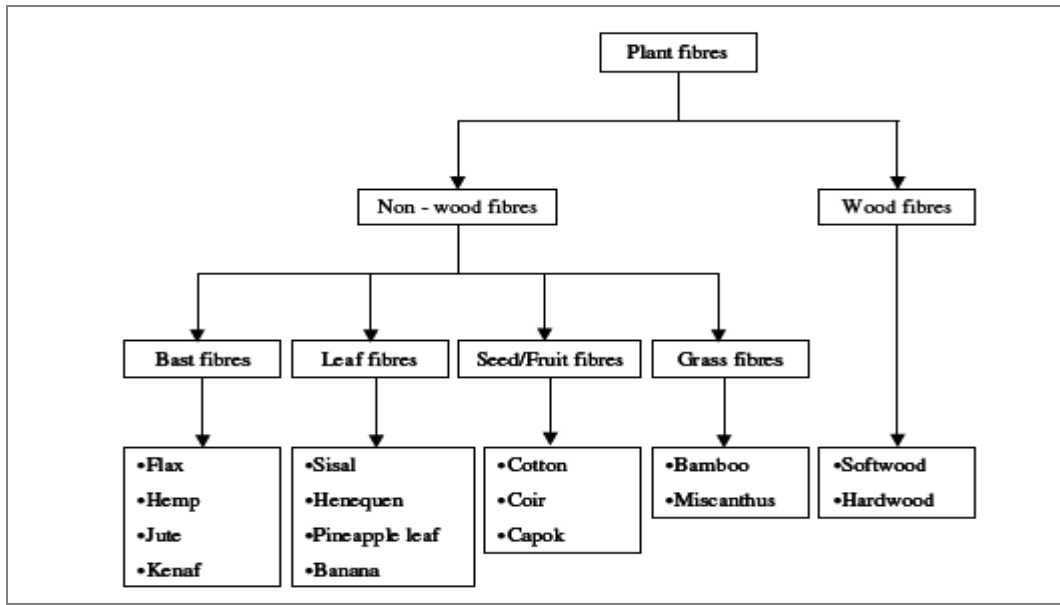 Plant fibres
Non - wood fibres
Wood fibres
Bast fibres
Leaf fibres
Seed/Fruit fibres
Grass fibres
•Flax
•Hemp
•Jute
•Kenaf
•Sisal
•Henequen
•Pineapple leaf
•Banana
•Cotton
•Coir
•Capok
•Bamboo
•Miscanthus
•Softwood
•Hardwood